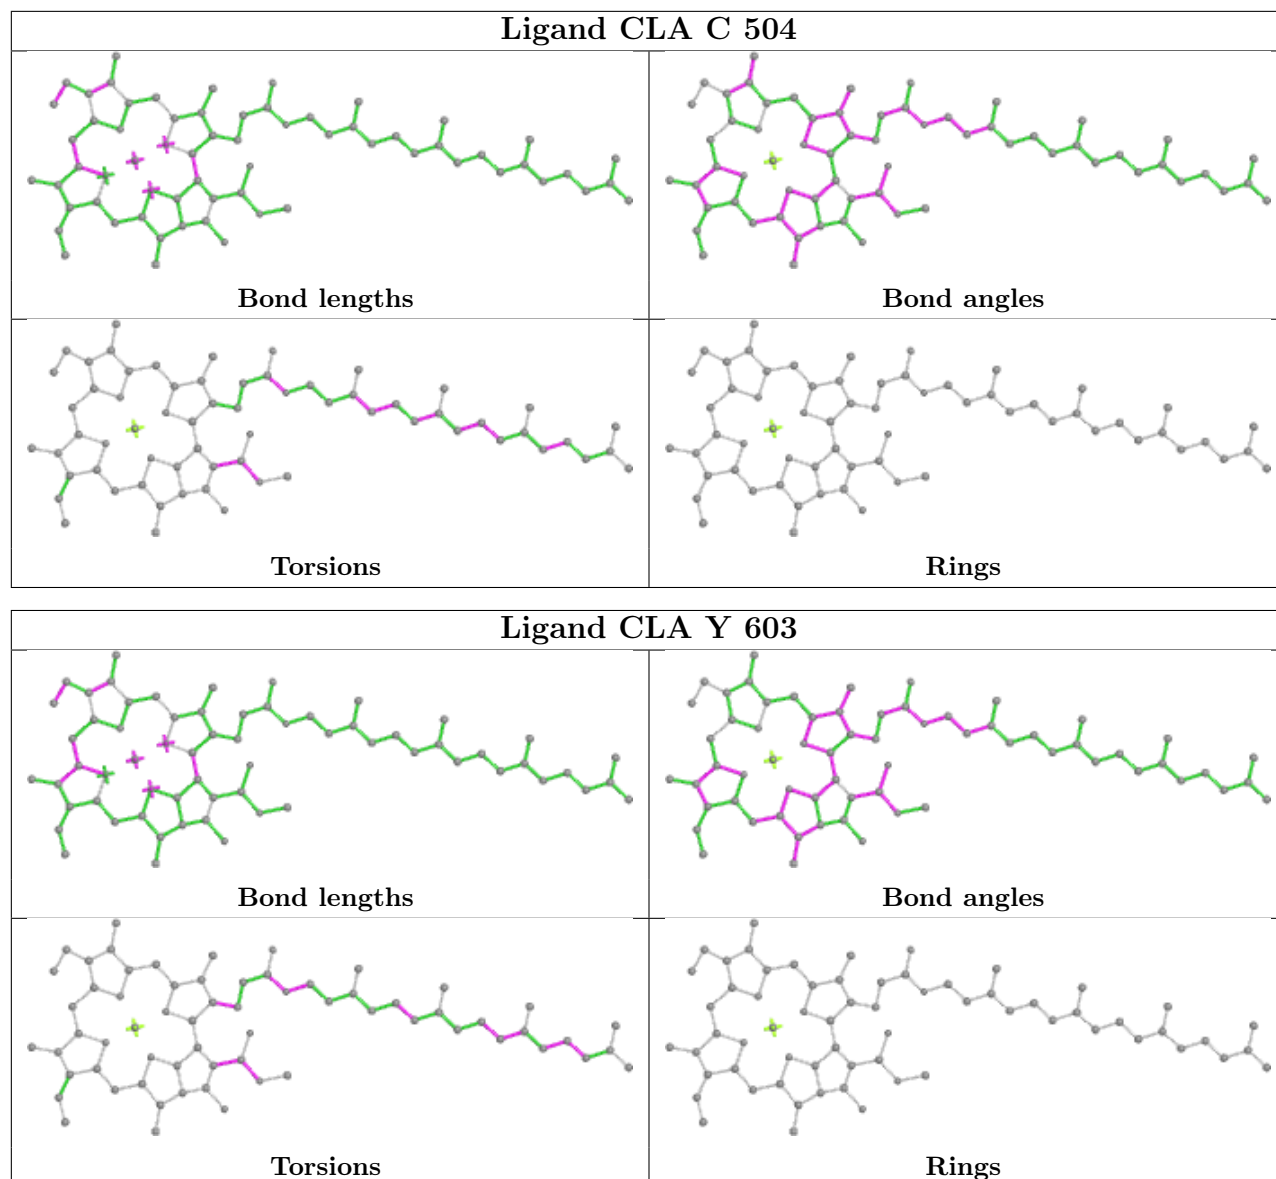 Ligand CLA C 504
Bond lengths
Bond angles
Torsions
Rings
Ligand CLA Y 603
Bond lengths
Bond angles
Torsions
Rings